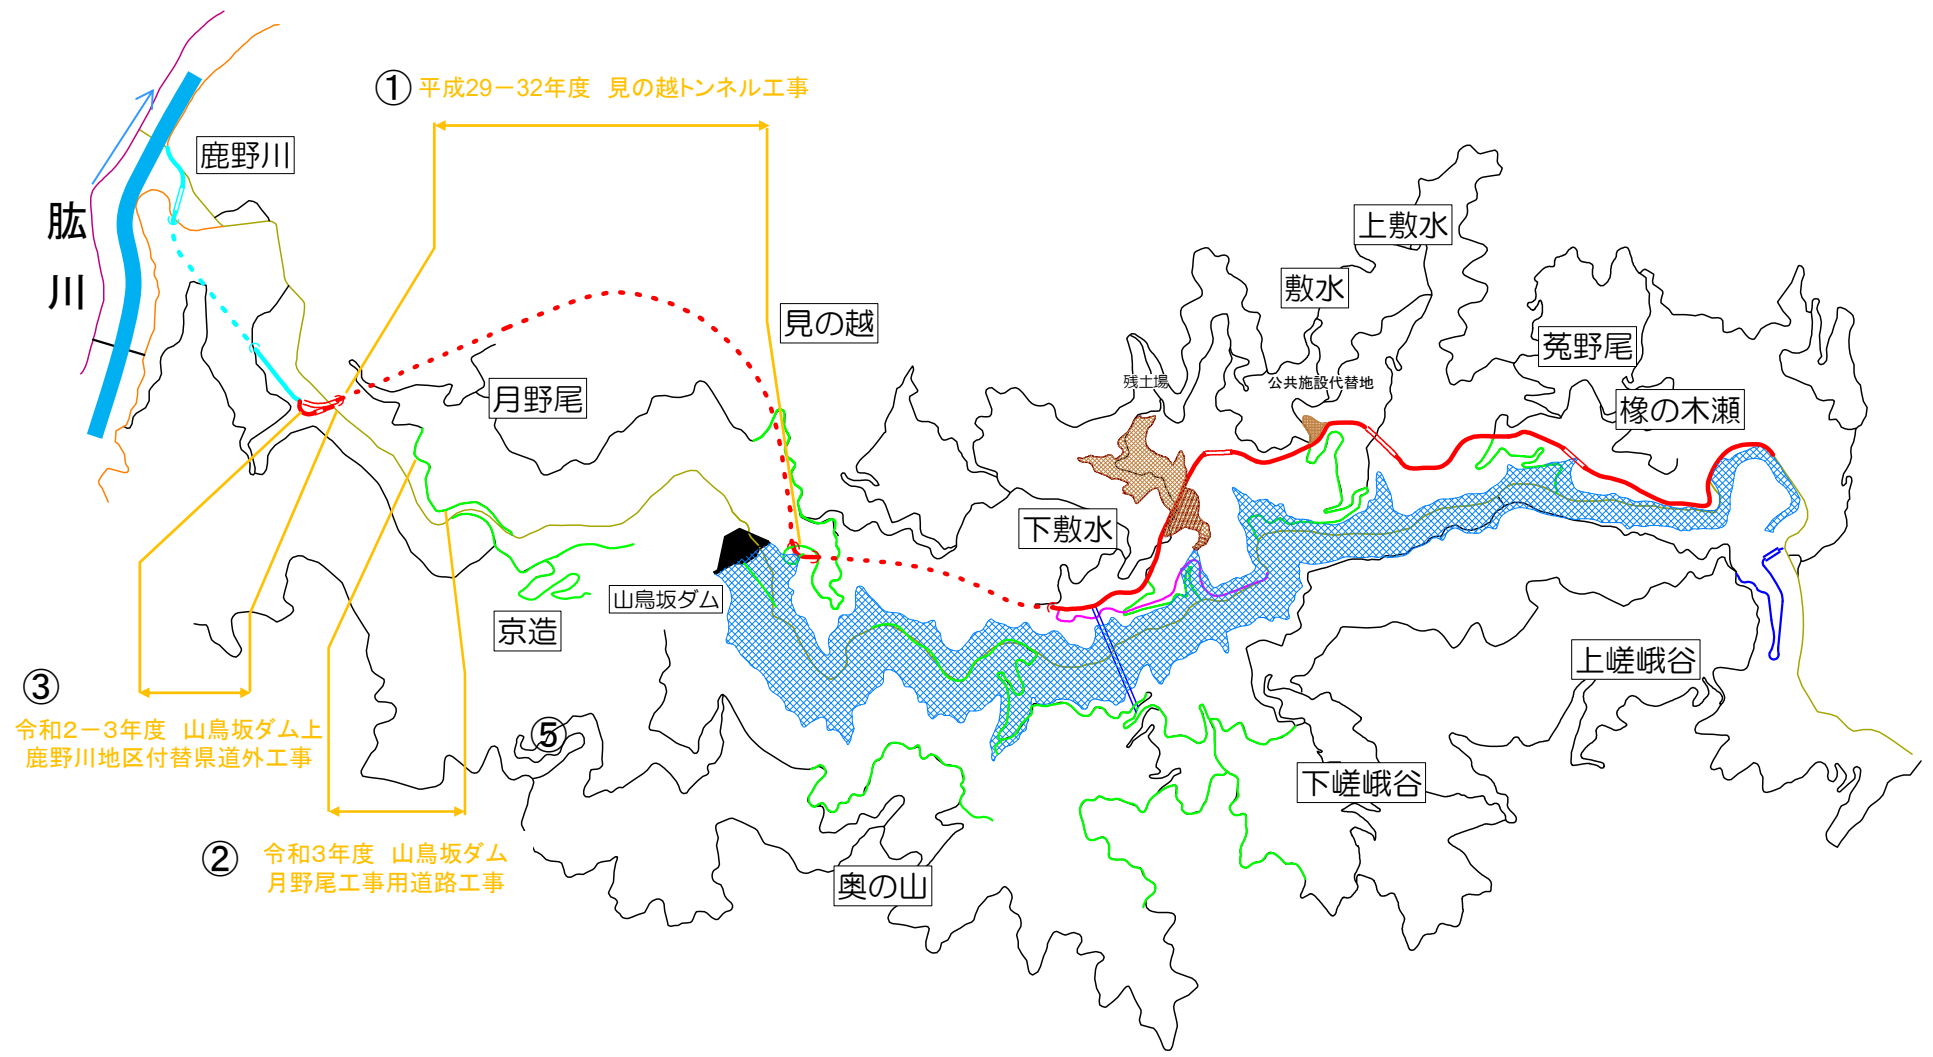 ① 平成29－32年度　見の越トンネル工事
鹿野川
肱川
上敷水
敷水
見の越
菟野尾
残土場
公共施設代替地
月野尾
橡の木瀬
下敷水
山鳥坂ダム
京造
上嵯峨谷
③
令和2－3年度　山鳥坂ダム上
鹿野川地区付替県道外工事
⑤
下嵯峨谷
② 令和3年度　山鳥坂ダム
月野尾工事用道路工事
奥の山